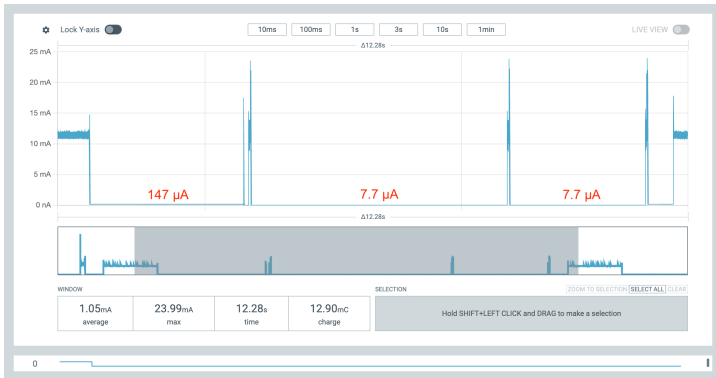 Lock Y-axis 10ms 100ms 1s 3s 10s 1min LIVE VIEW
Δ12.28s
25 mA
20 mA
15 mA
10 mA
5 mA
0 nA
147 µA 7.7 µA 7.7 µA
Δ12.28s
WINDOW SELECTION ZOOM TO SELECTION SELECT ALL CLEAR
1.05mA 23.99mA 12.28s 12.90mC
average max time charge
Hold SHIFT+LEFT CLICK and DRAG to make a selection
0